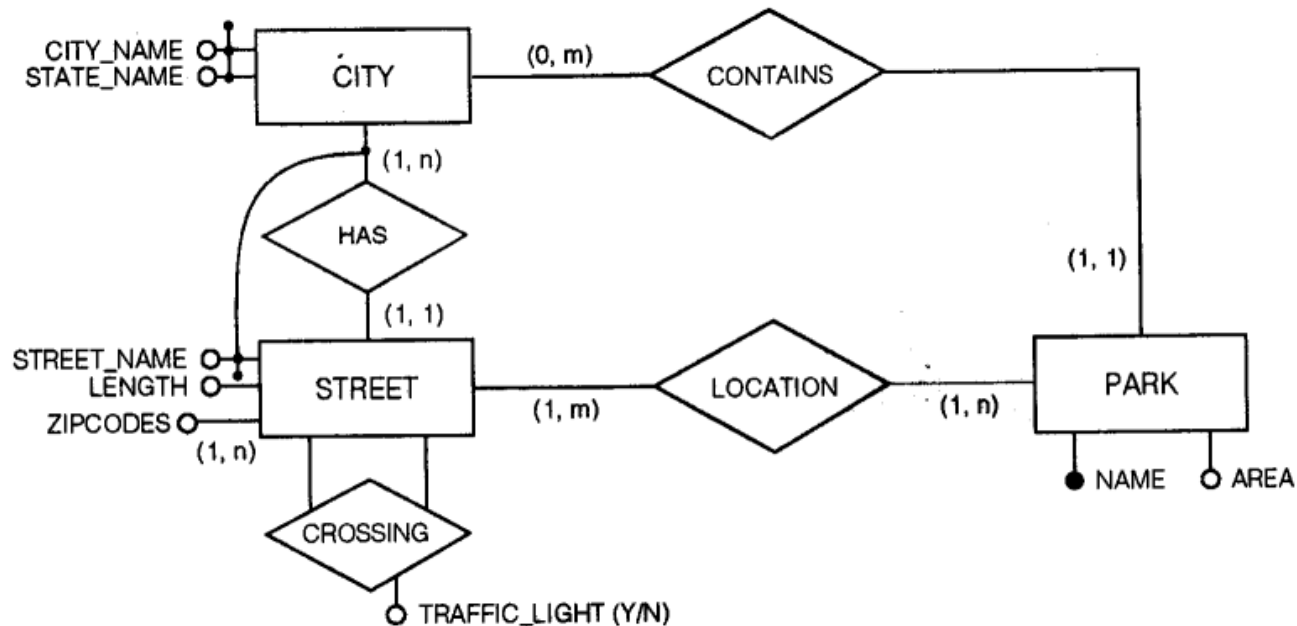 CITY_NAME
STATE_NAME
CITY
(0, m)
CONTAINS
(1, n)
HAS
(1, 1)
(1, 1)
STREET_NAME
LENGTH
ZIPCODES
(1, n)
STREET
(1, m)
LOCATION
(1, n)
PARK
NAME
AREA
CROSSING
TRAFFIC_LIGHT (Y/N)